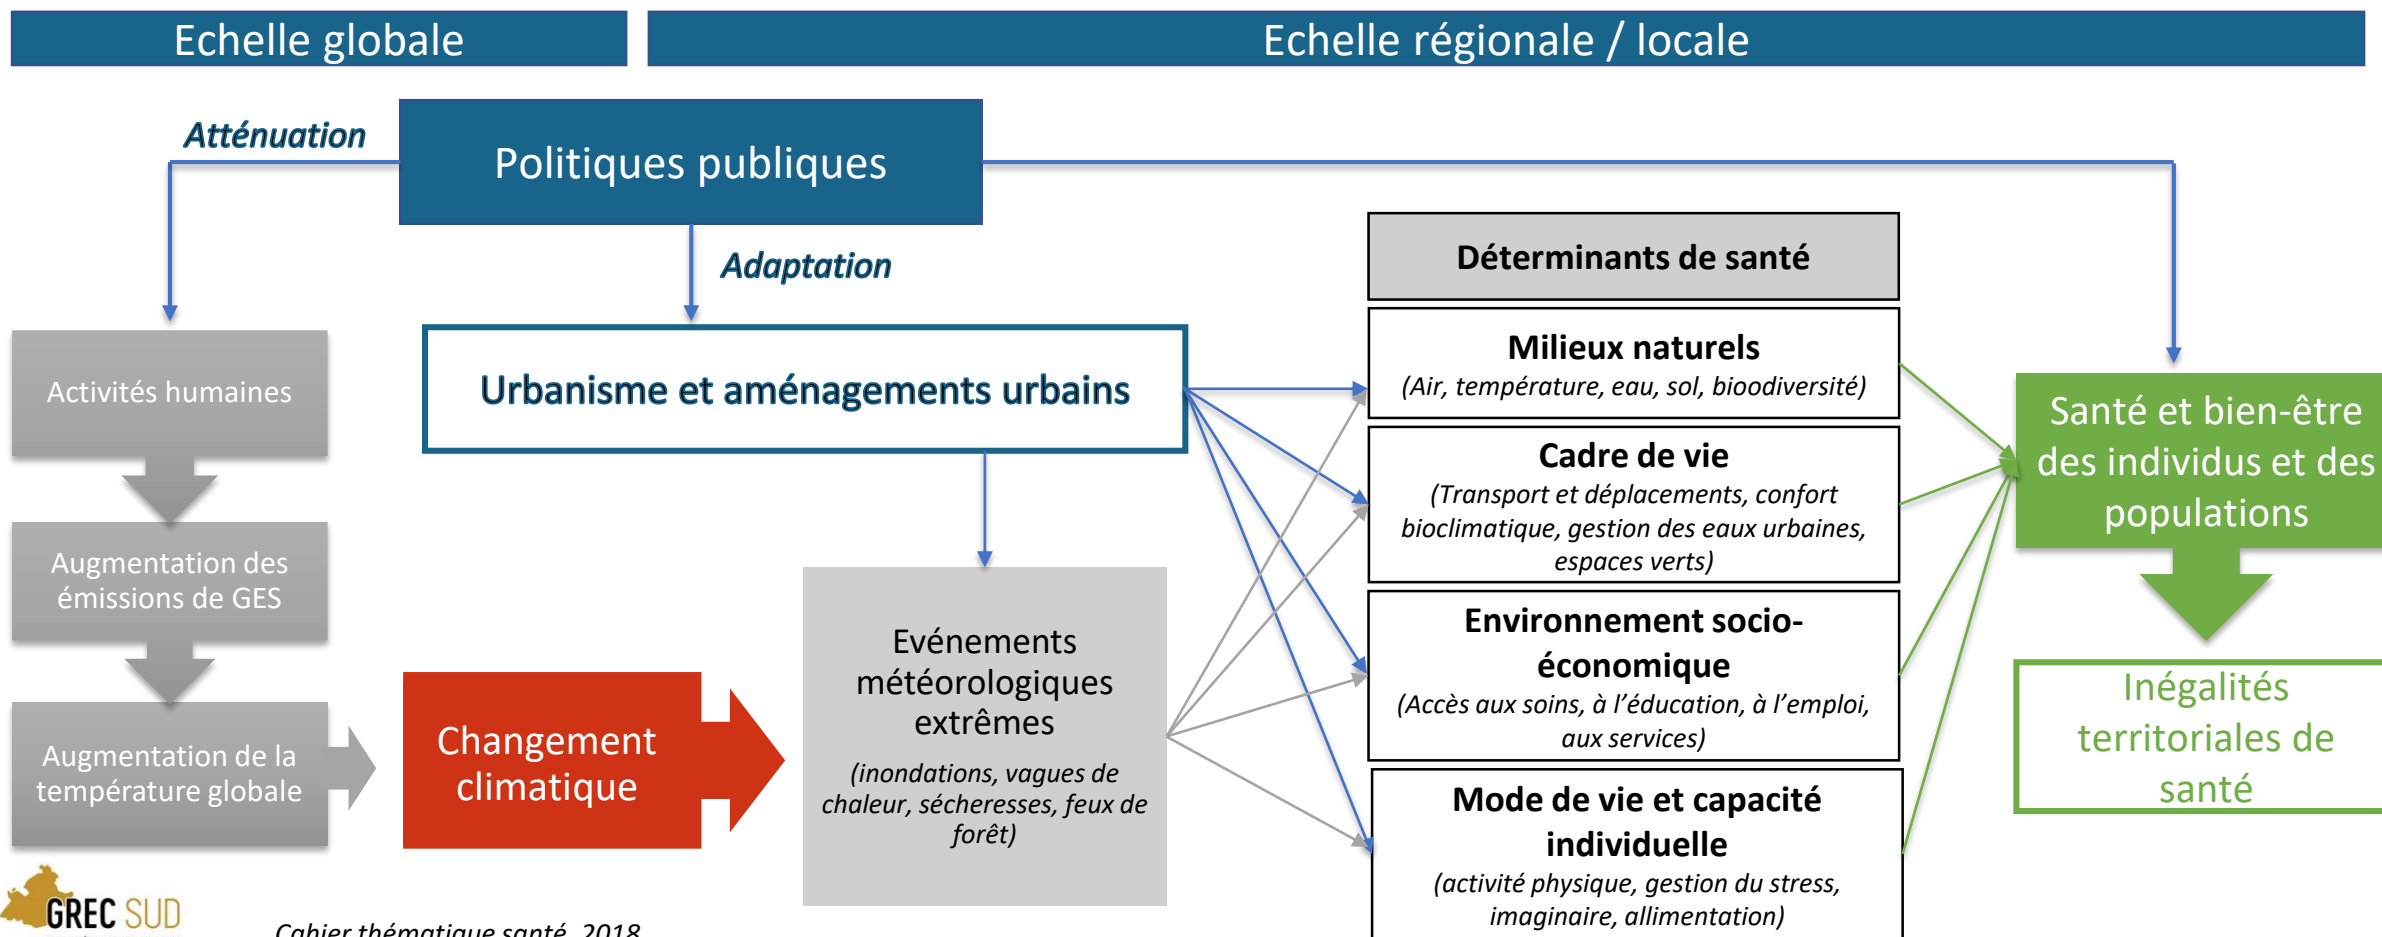 Echelle globale
Echelle régionale / locale
Atténuation
Politiques publiques
Adaptation
Activités humaines
Augmentation des
émissions de GES
Augmentation de la
température globale
Changement
climatique
Urbanisme et aménagements urbains
Evénements
météorologiques
extrêmes
(inondations, vagues de
chaleur, sécheresses, feux de
forêt)
Déterminants de santé
Milieux naturels
(Air, température, eau, sol, bioodiversité)
Cadre de vie
(Transport et déplacements, confort
bioclimatique, gestion des eaux urbaines,
espaces verts)
Environnement socio-
économique
(Accès aux soins, à l’éducation, à l’emploi,
aux services)
Mode de vie et capacité
individuelle
(activité physique, gestion du stress,
imaginaire, allimentation)
Santé et bien-être
des individus et des
populations
Inégalités
territoriales de
santé
GREC SUD
Cahier thématique santé, 2018